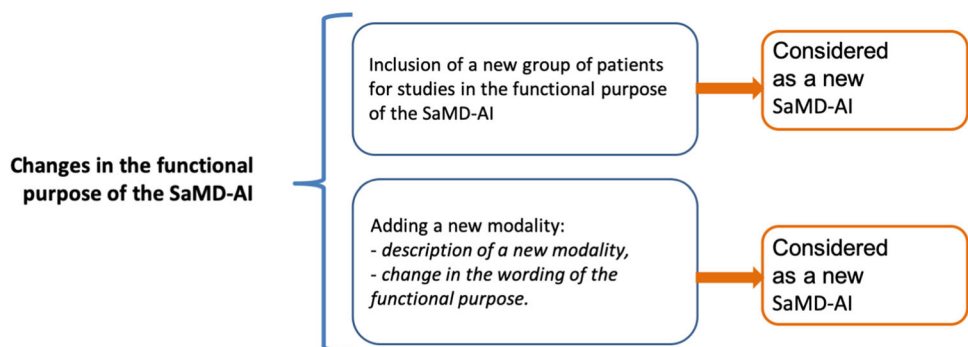 Changes in the functional
purpose of the SaMD-AI
Inclusion of a new group of patients
for studies in the functional purpose
of the SaMD-AI
Considered
as a new
SaMD-AI
Adding a new modality:
- description of a new modality,
- change in the wording of the
functional purpose.
Considered
as a new
SaMD-AI